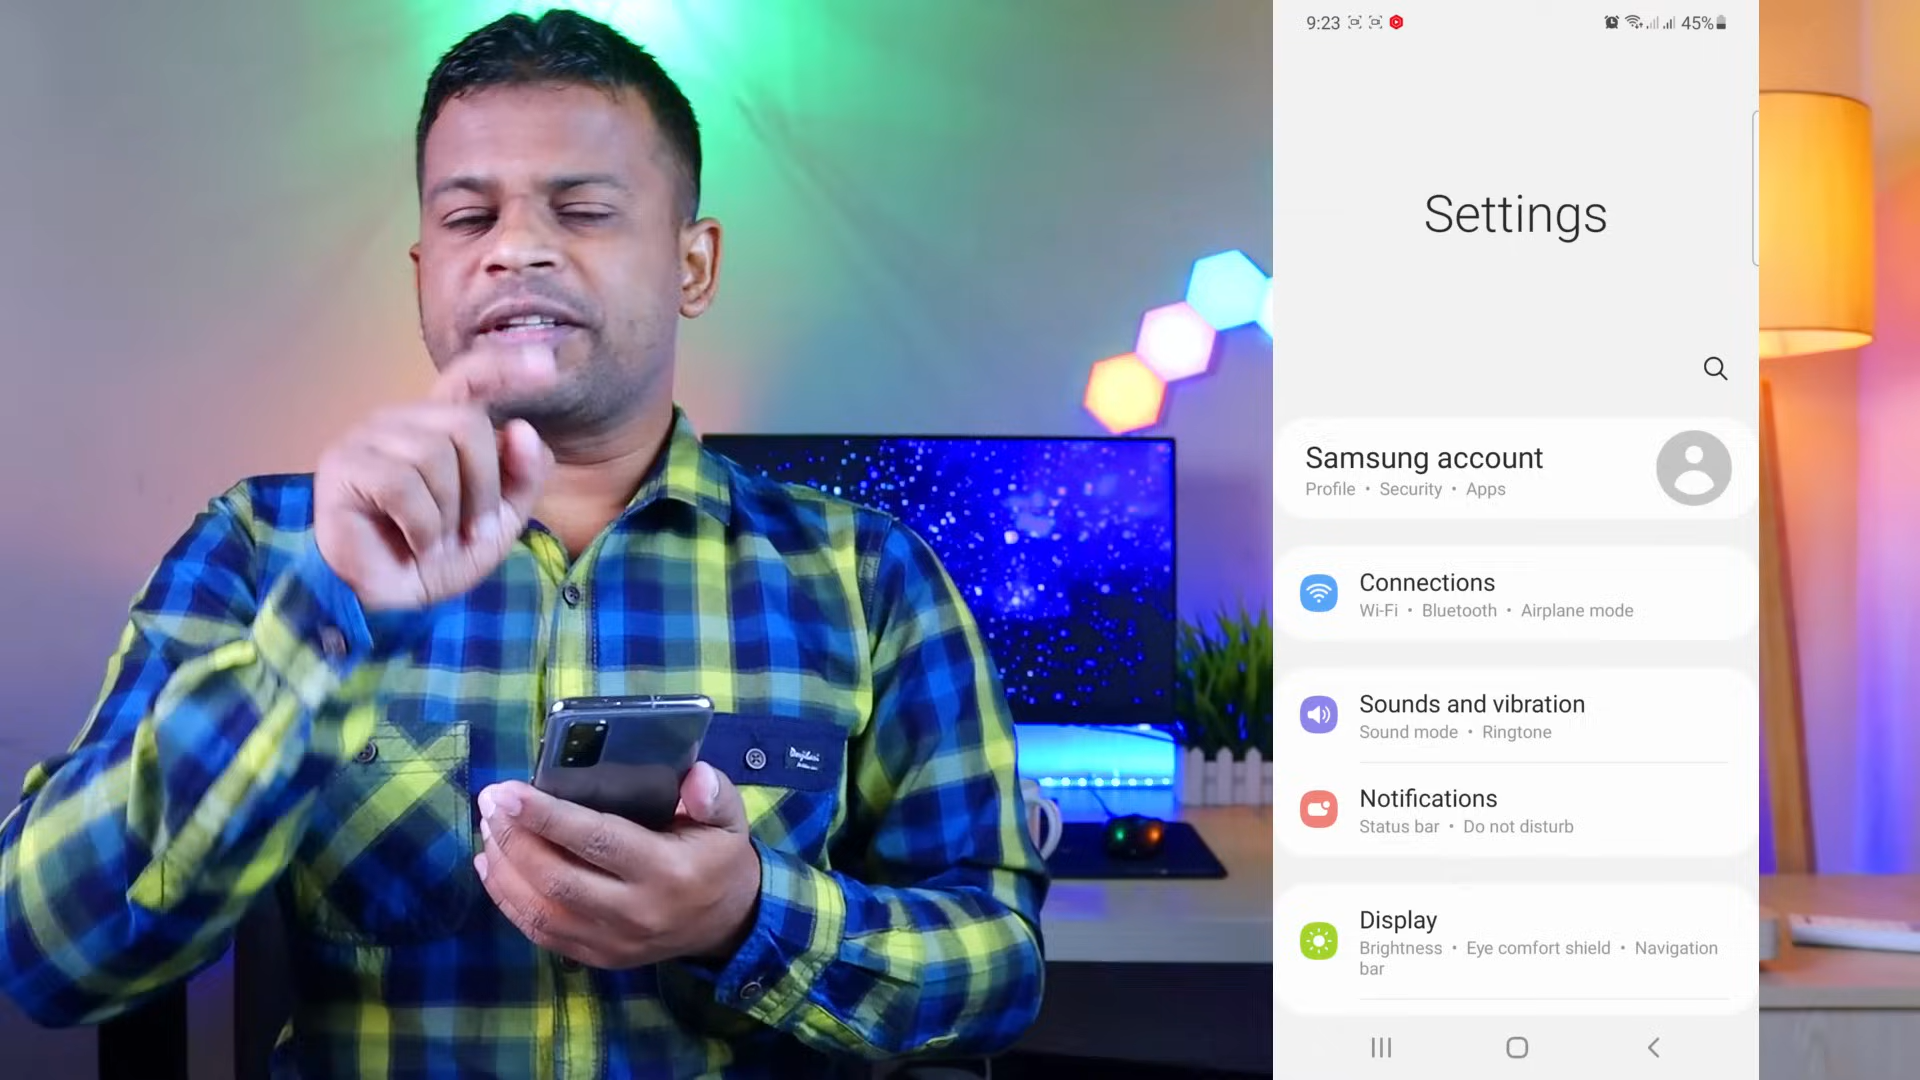 9:23
45%
Settings
Samsung account
Profile • Security • Apps
Connections
Wi-Fi • Bluetooth • Airplane mode
Sounds and vibration
Sound mode • Ringtone
Notifications
Status bar • Do not disturb
Display
Brightness • Eye comfort shield • Navigation
bar